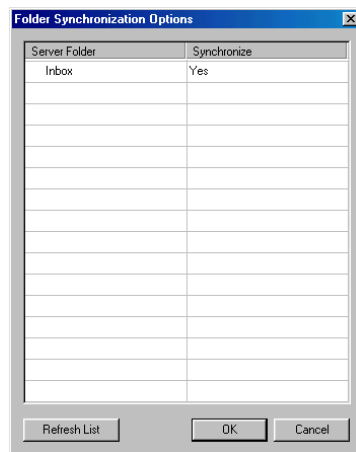 Folder Synchronization Options
Server Folder Synchronize
Inbox Yes
Refresh List OK Cancel